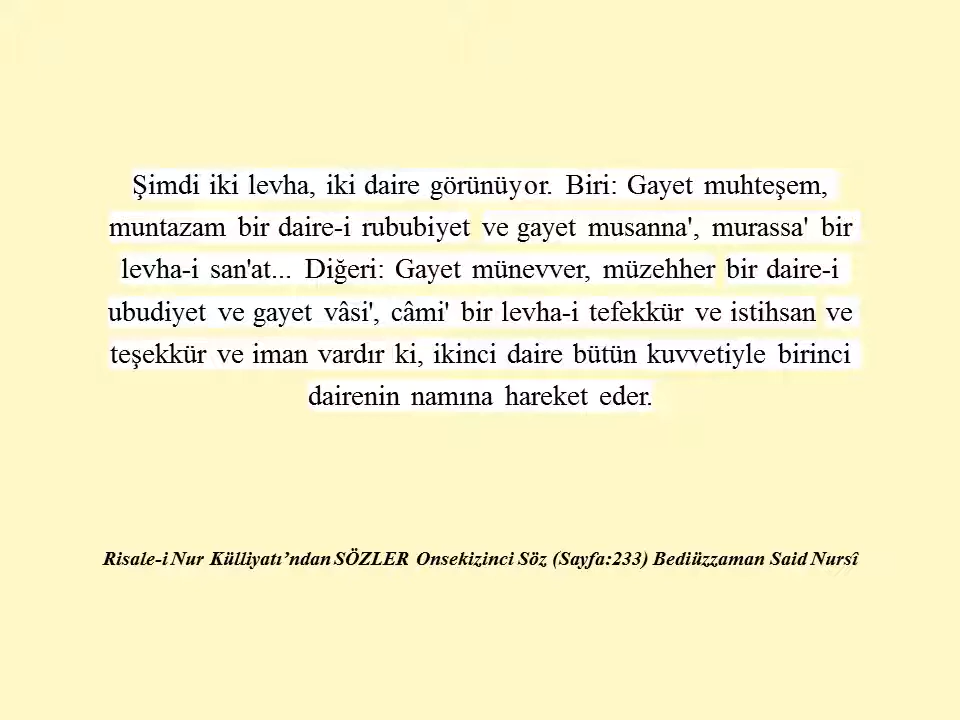 Şimdi iki levha, iki daire görünüyor. Biri: Gayet muhteşem,
muntazam bir daire-i rububiyet ve gayet musanna', murassa' bir
levha-i san'at... Diğeri: Gayet münevver, müzehher bir daire-i
ubudiyet ve gayet vâsi', câmi' bir levha-i tefekkür ve istihsan ve
teşekkür ve iman vardır ki, ikinci daire bütün kuvvetiyle birinci
dairenin namına hareket eder.
Risale-i Nur Külliyatı’ndan SÖZLER Onsekizinci Söz (Sayfa:233) Bediüzzaman Said Nursî